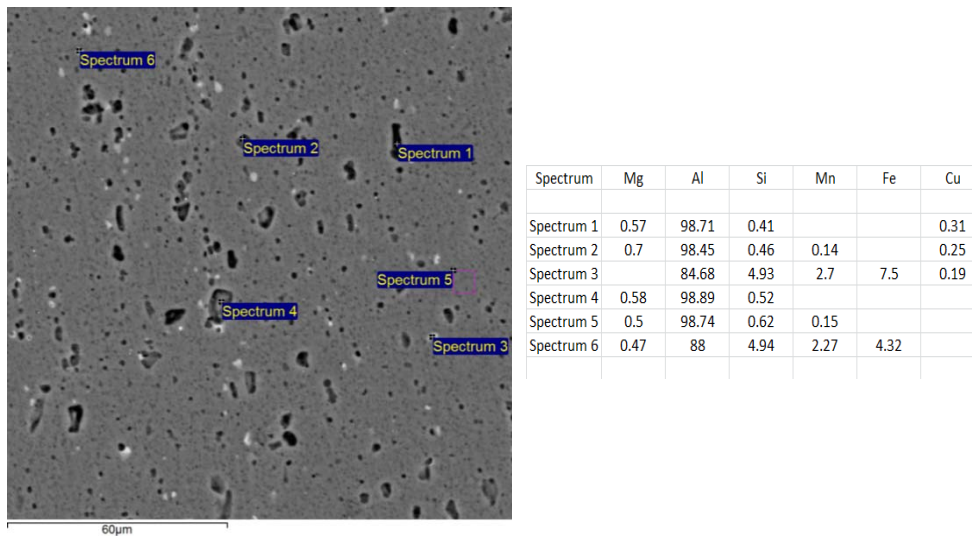 Spectrum 6
Spectrum 2
Spectrum 1
Spectrum 5
Spectrum 4
Spectrum 3
60µm
Spectrum Mg Al Si Mn Fe Cu
Spectrum 1 0.57 98.71 0.41 0.31
Spectrum 2 0.7 98.45 0.46 0.14 0.25
Spectrum 3 84.68 4.93 2.7 7.5 0.19
Spectrum 4 0.58 98.89 0.52
Spectrum 5 0.5 98.74 0.62 0.15
Spectrum 6 0.47 88 4.94 2.27 4.32